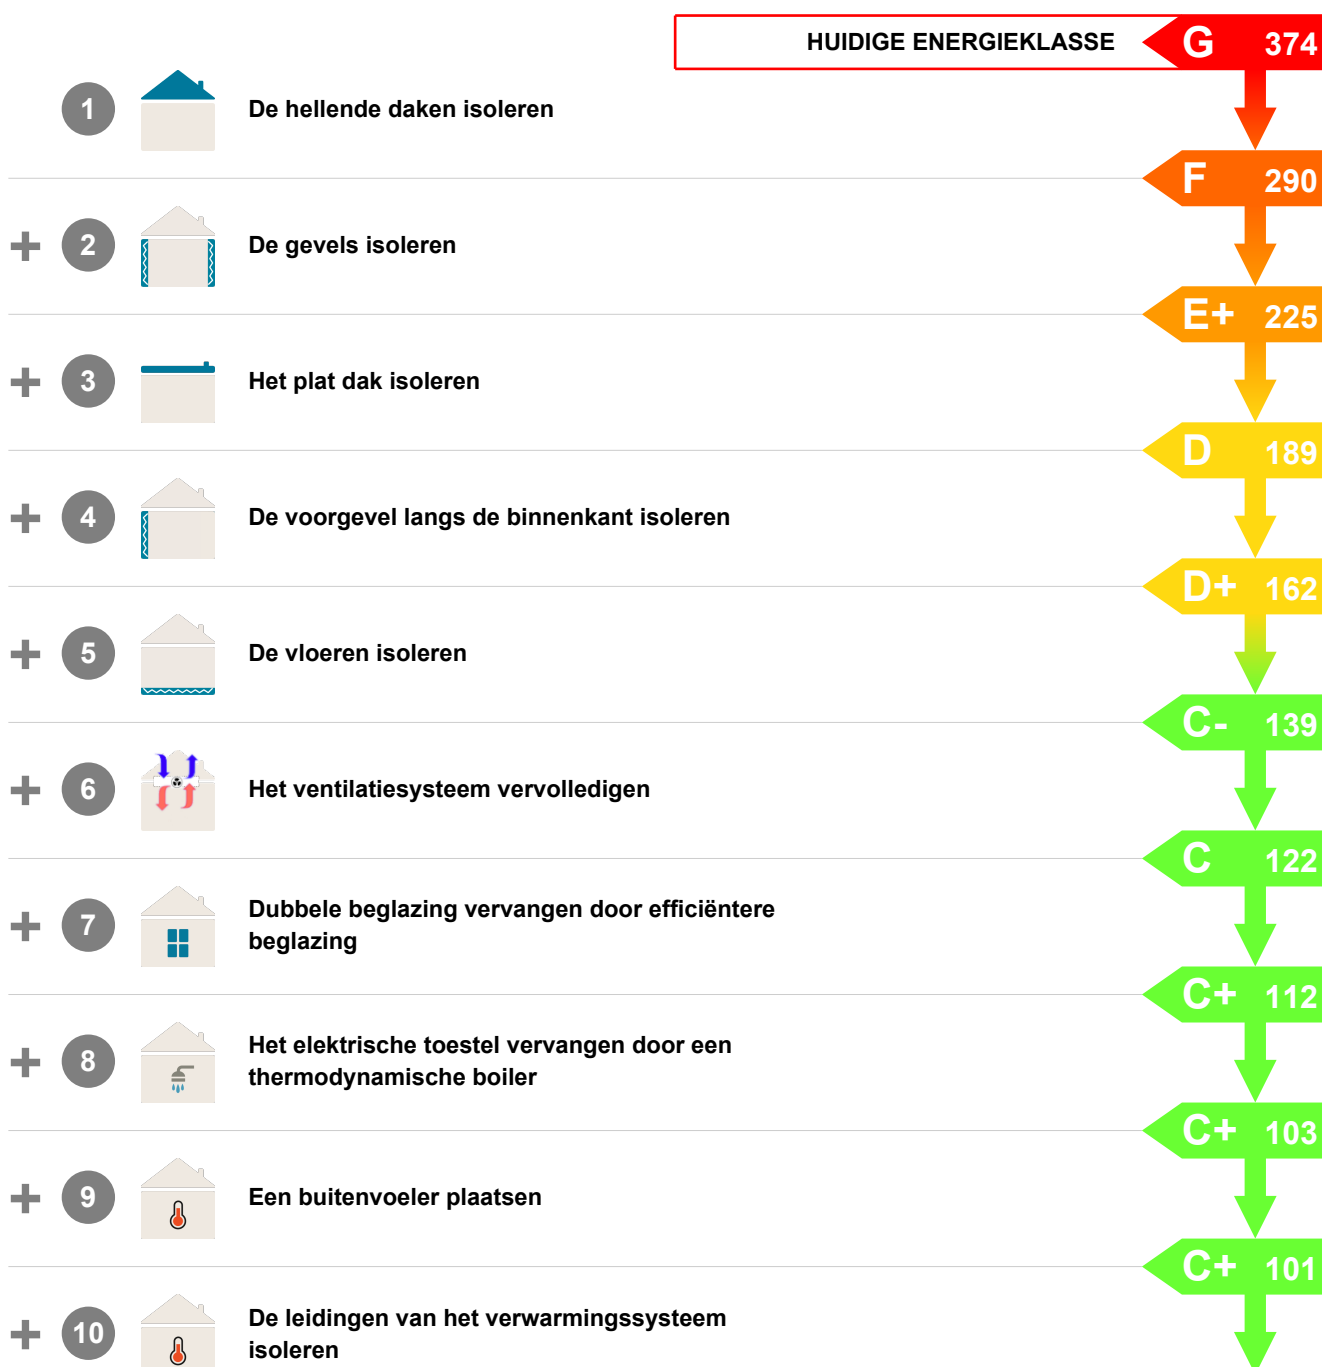 HUIDIGE ENERGIEKLASSE G 374
1 De hellende daken isoleren
F 290
+ 2 De gevels isoleren
E+ 225
+ 3 Het plat dak isoleren
D 189
+ 4 De voorgevel langs de binnenkant isoleren
D+ 162
+ 5 De vloeren isoleren
C- 139
+ 6 Het ventilatiesysteem vervolledigen
C 122
+ 7 Dubbele beglazing vervangen door efficiëntere
beglazing
C+ 112
+ 8 Het elektrische toestel vervangen door een
thermodynamische boiler
C+ 103
+ 9 Een buitenvoeler plaatsen
C+ 101
+ 10 De leidingen van het verwarmingssysteem
isoleren